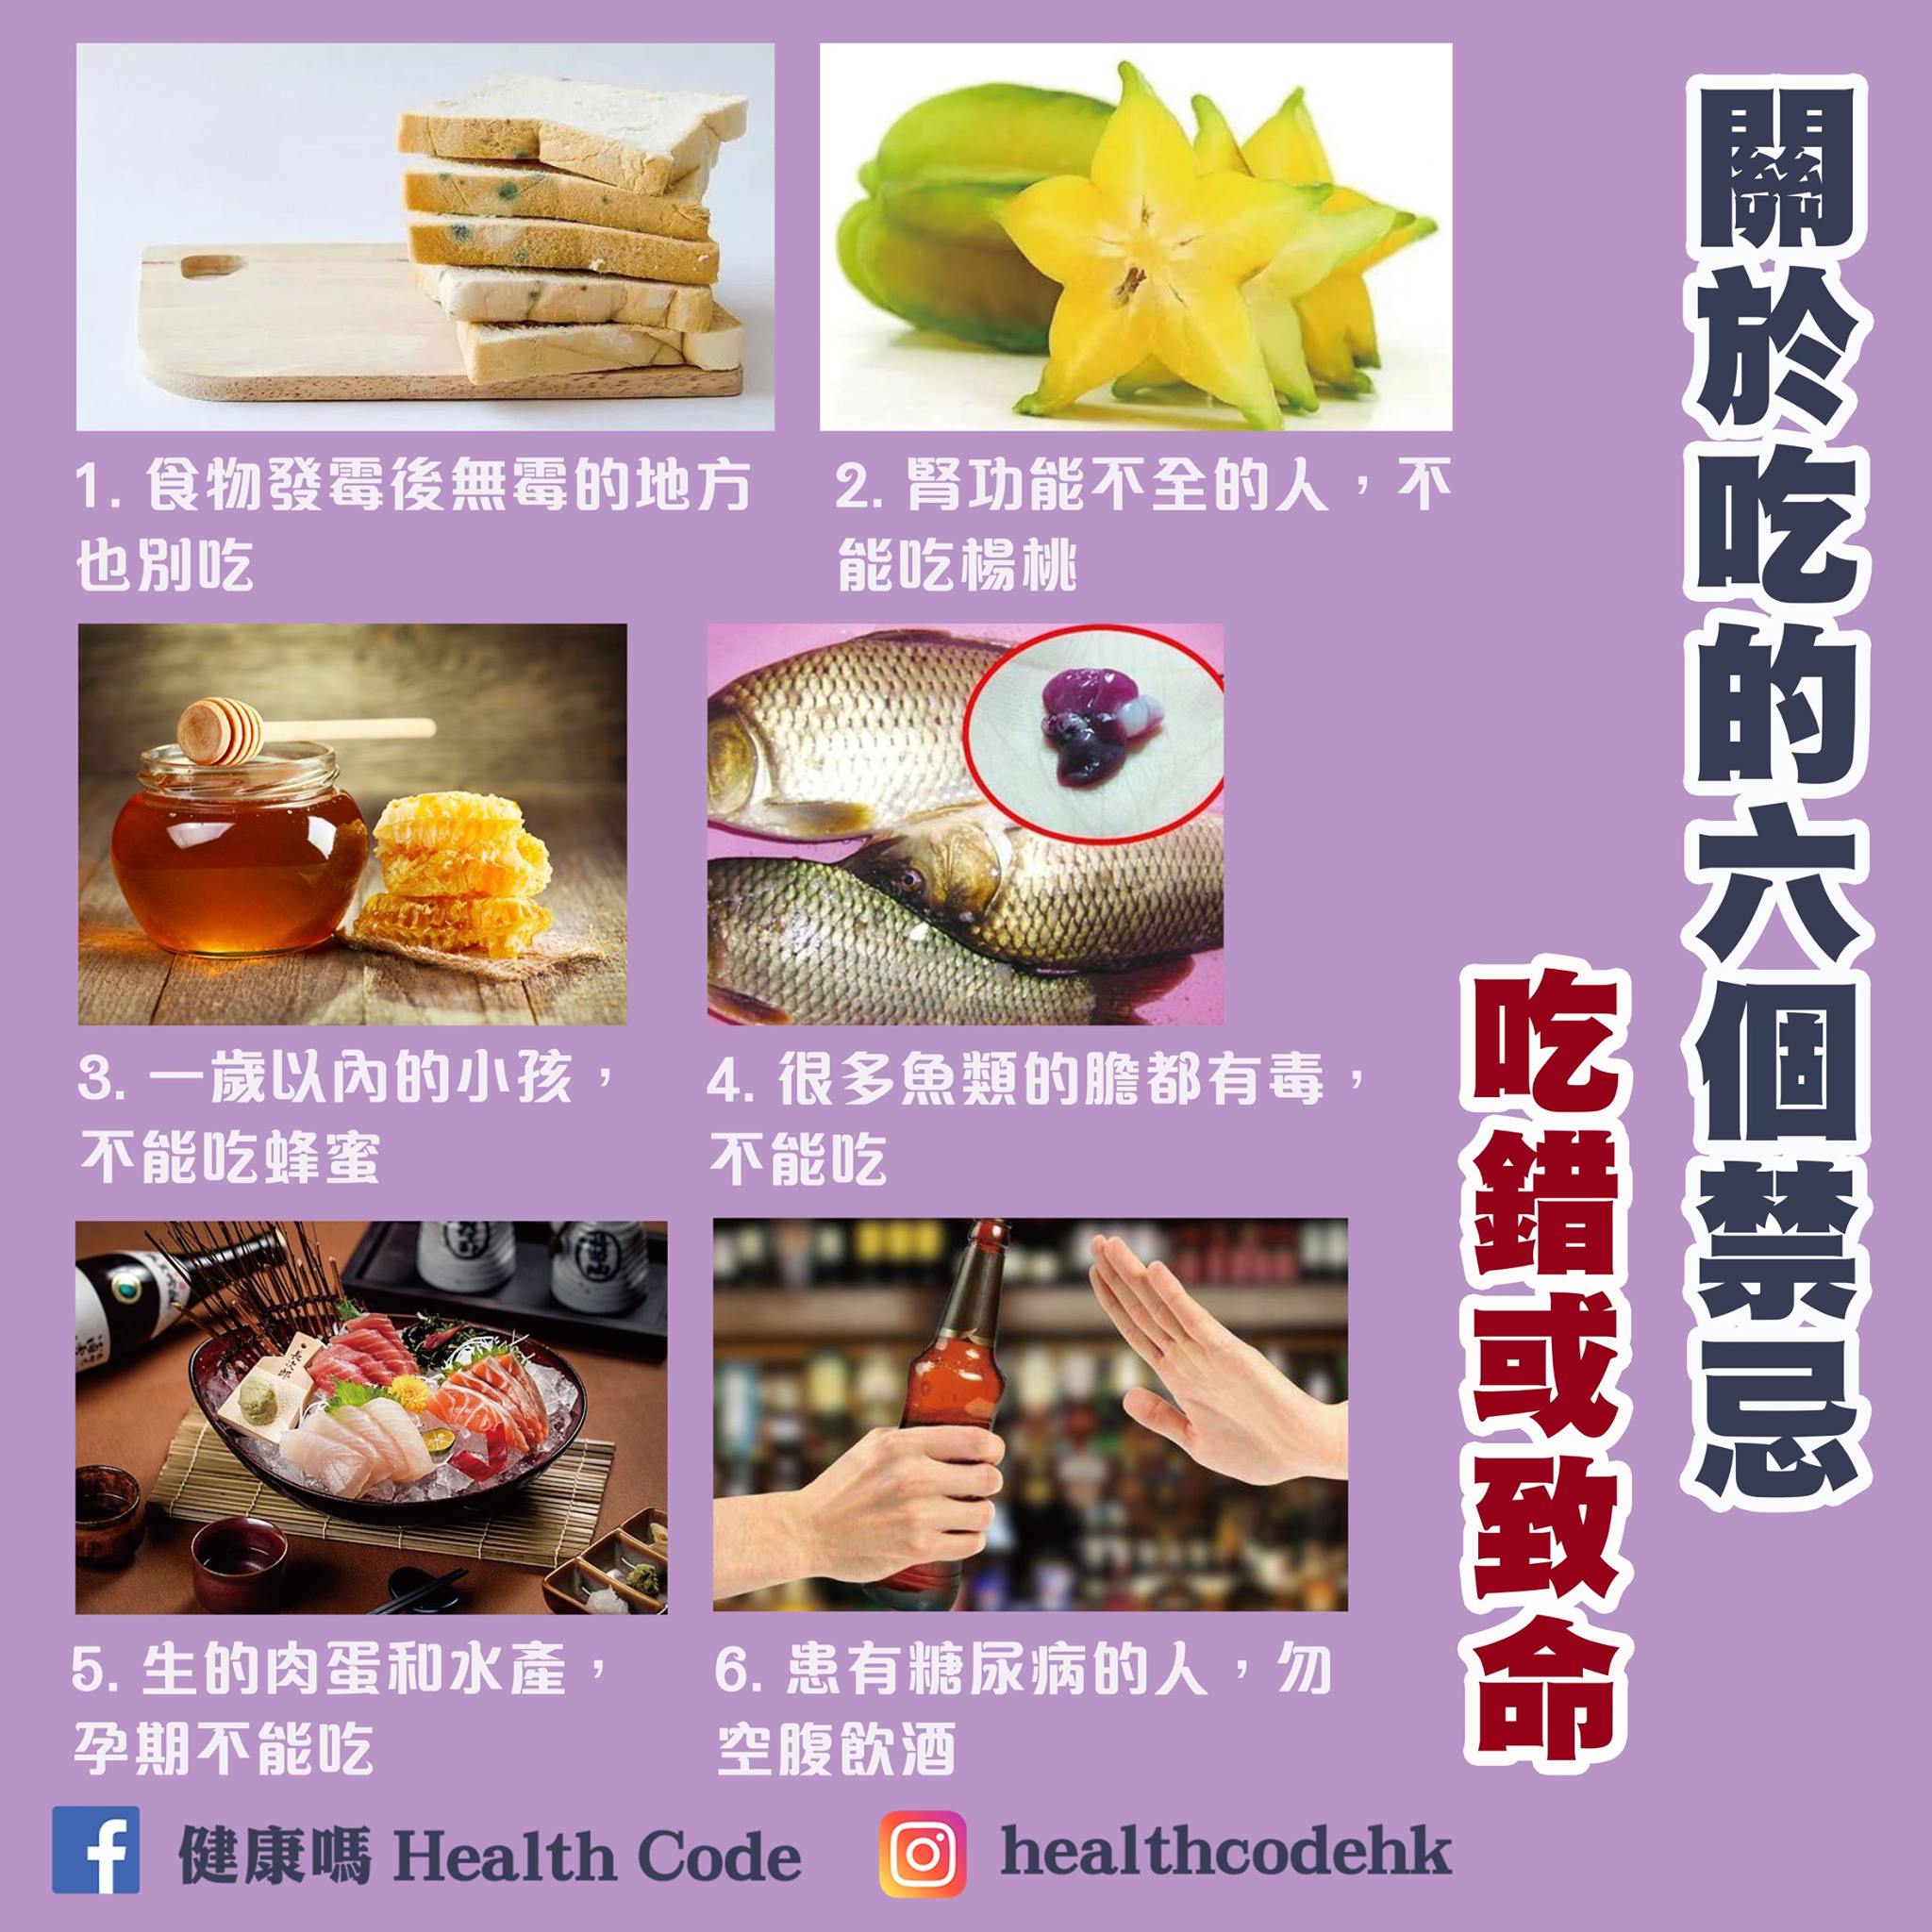 關於吃的六個禁忌
吃錯或致命
1. 食物發霉後無霉的地方
也別吃
2. 腎功能不全的人，不
能吃楊桃
3. 一歲以內的小孩，
不能吃蜂蜜
4. 很多魚類的膽都有毒，
不能吃
5. 生的肉蛋和水產，
孕期不能吃
6. 患有糖尿病的人，勿
空腹飲酒
健康嗎 Health Code
healthcodehk